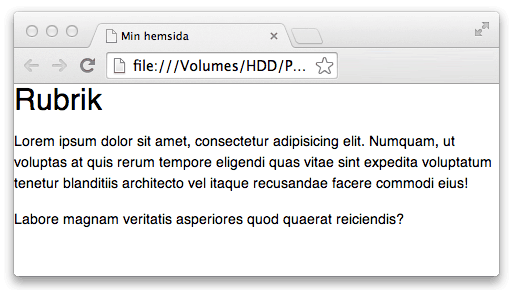 Min hemsida
file:///Volumes/HDD/P...
Rubrik
Lorem ipsum dolor sit amet, consectetur adipisicing elit. Numquam, ut
voluptas at quis rerum tempore eligendi quas vitae sint expedita voluptatum
tenetur blanditiis architecto vel itaque recusandae facere commodi eius!
Labore magnam veritatis asperiores quod quaerat reiciendis?